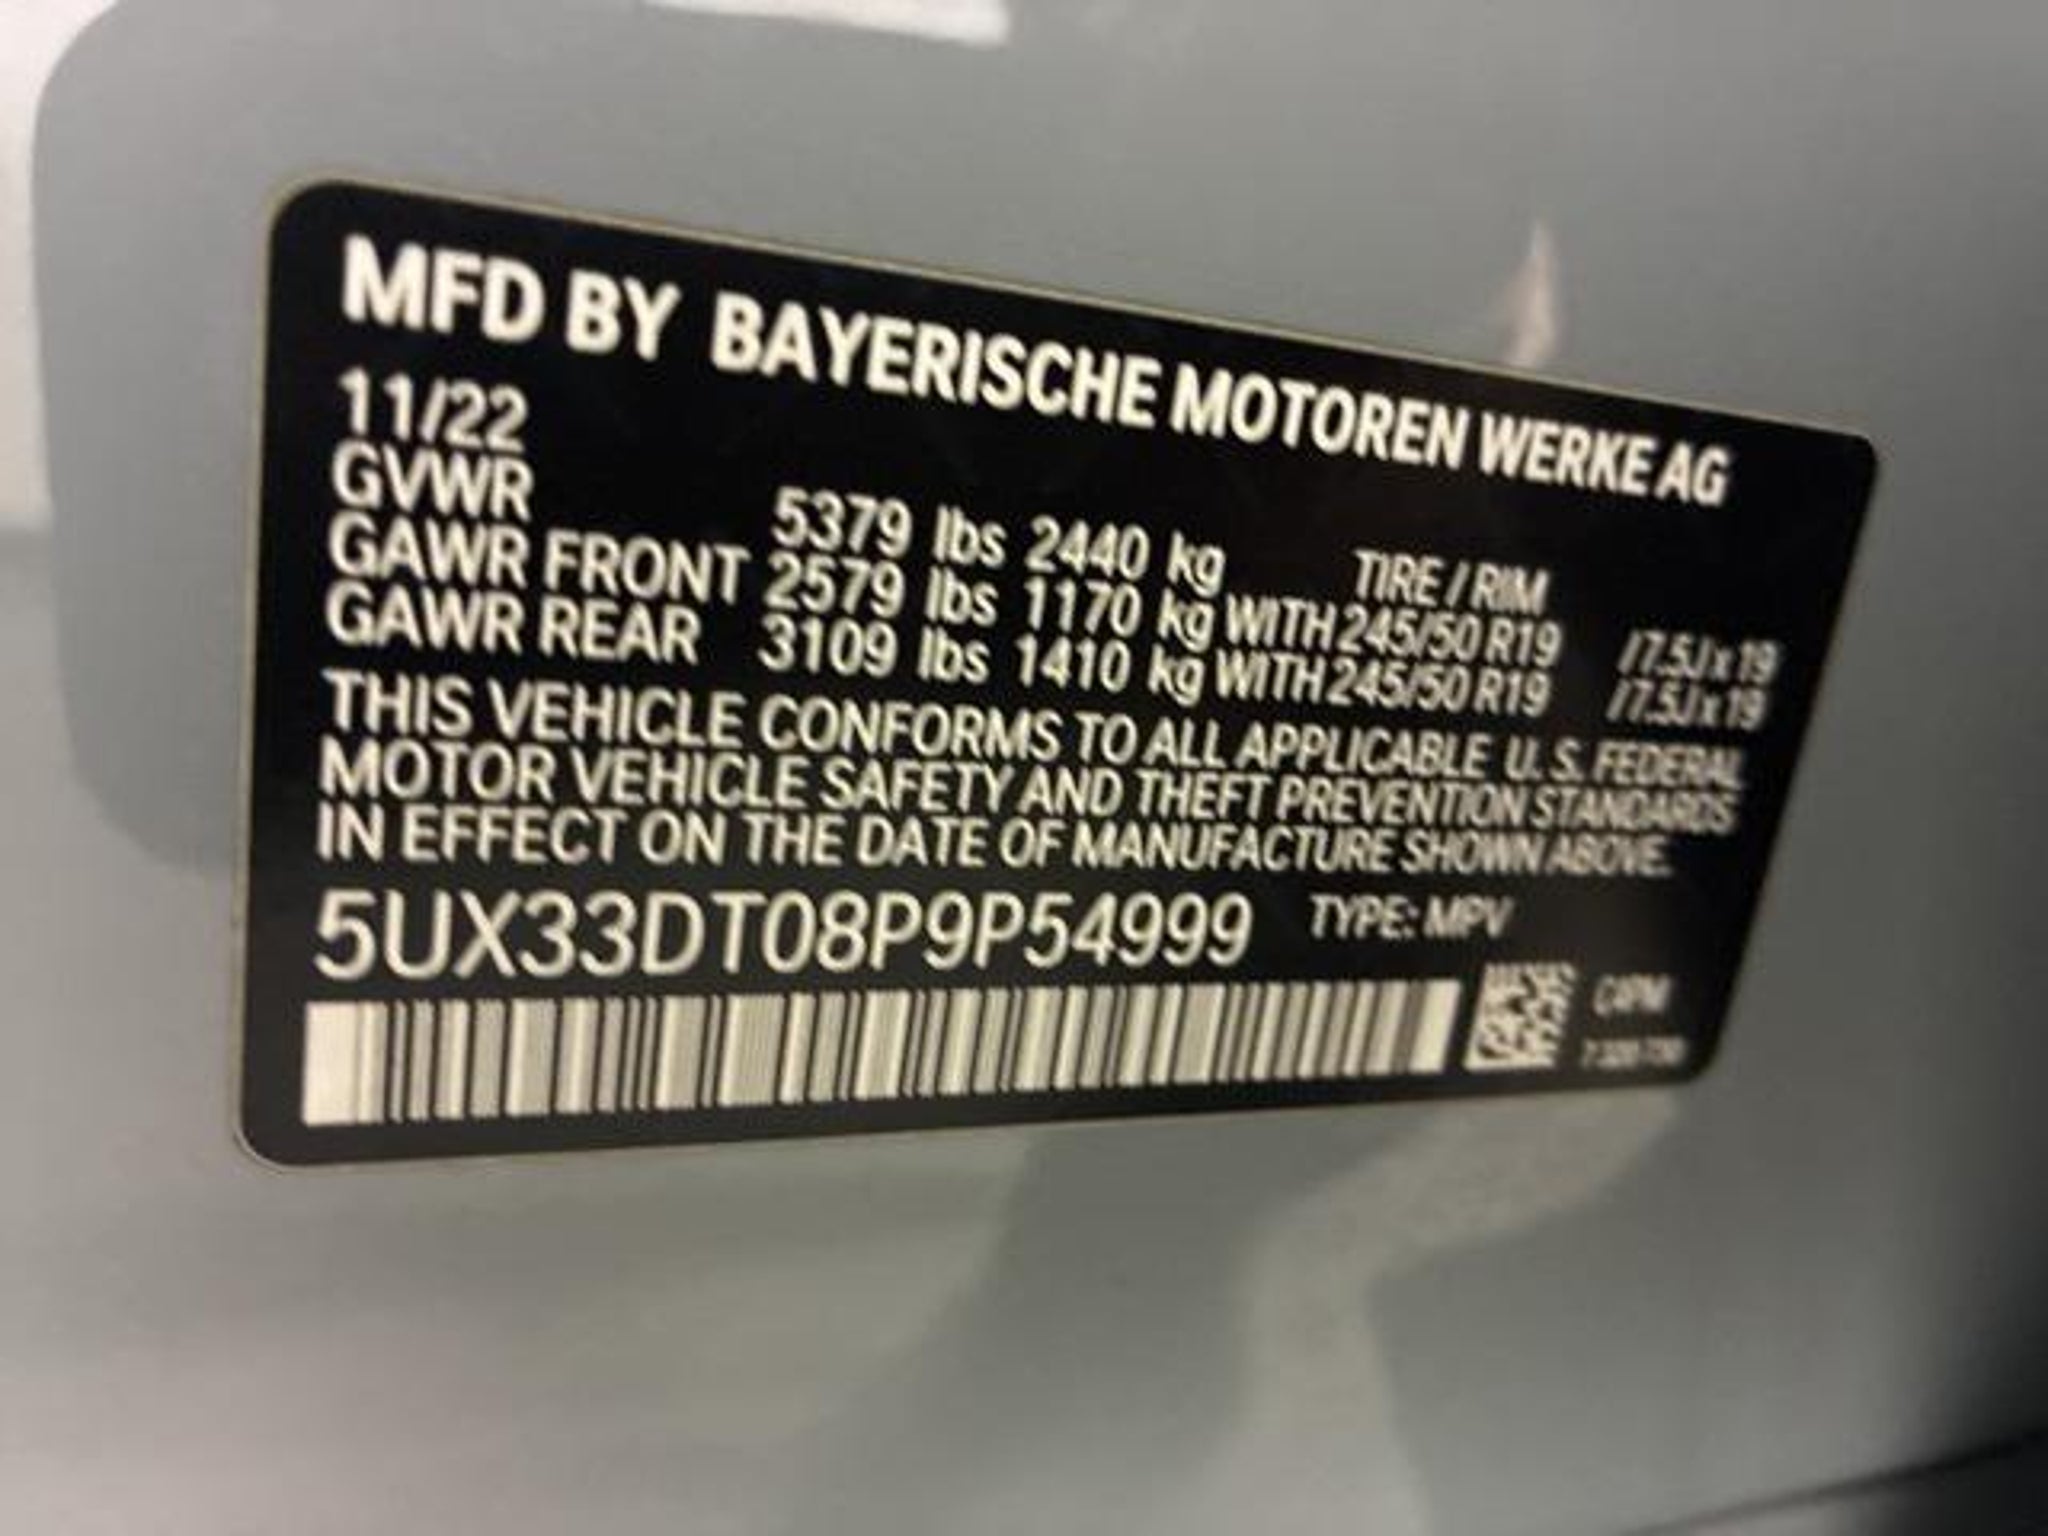 MFD BY BAYERISCHE MOTOREN WERKE AG
11/22
GVWR 5379 lbs 2440 kg TIRE / RIM
GAWR FRONT 2579 lbs 1170 kg WITH 245/50 R19 /7.5J x 19
GAWR REAR 3109 lbs 1410 kg WITH 245/50 R19 /7.5J x 19
THIS VEHICLE CONFORMS TO ALL APPLICABLE U. S. FEDERAL
MOTOR VEHICLE SAFETY AND THEFT PREVENTION STANDARDS
IN EFFECT ON THE DATE OF MANUFACTURE SHOWN ABOVE.
5UX33DT08P9P54999 TYPE: MPV